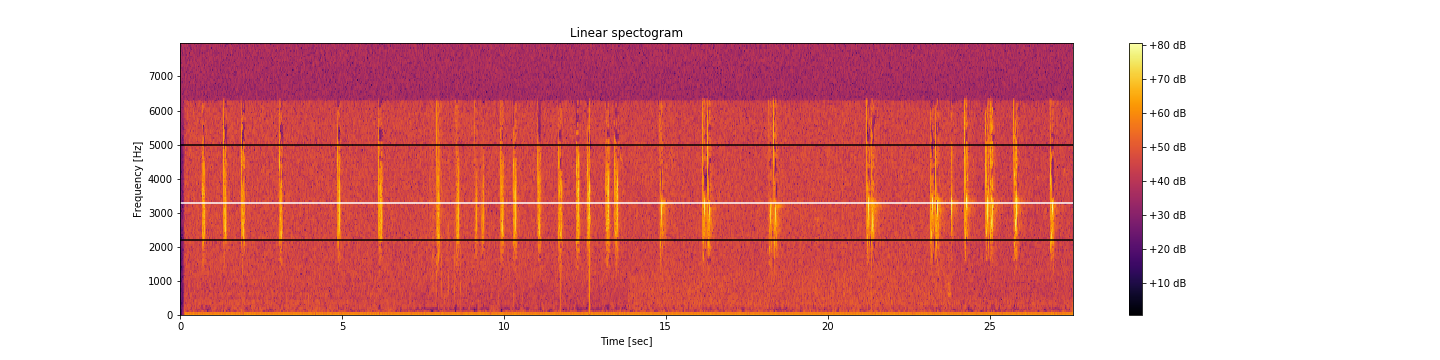 Linear spectogram
Frequency [Hz]
7000
6000
5000
4000
3000
2000
1000
0
0 5 10 15 20 25
Time [sec]
+80 dB
+70 dB
+60 dB
+50 dB
+40 dB
+30 dB
+20 dB
+10 dB